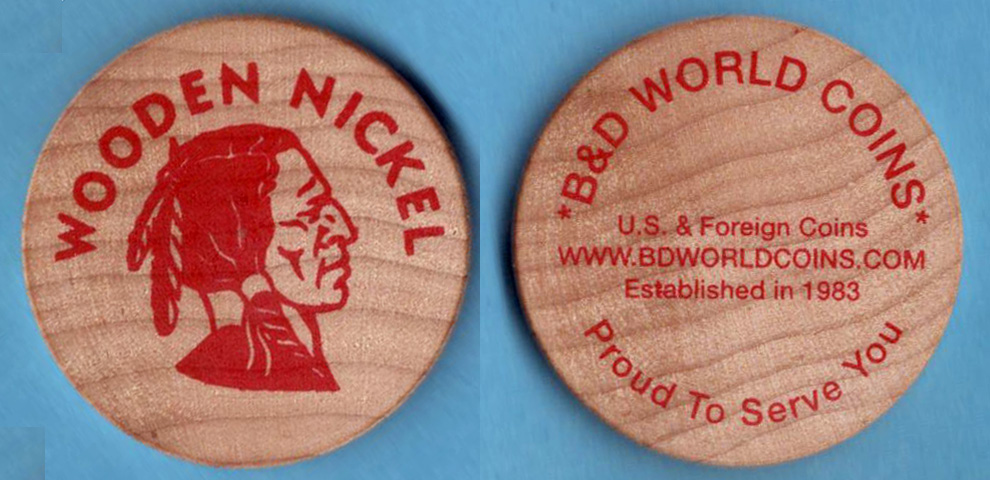 WOODEN NICKEL
*B&D WORLD COINS*
U.S. & Foreign Coins
WWW.BDWORLDCOINS.COM
Established in 1983
Proud To Serve You